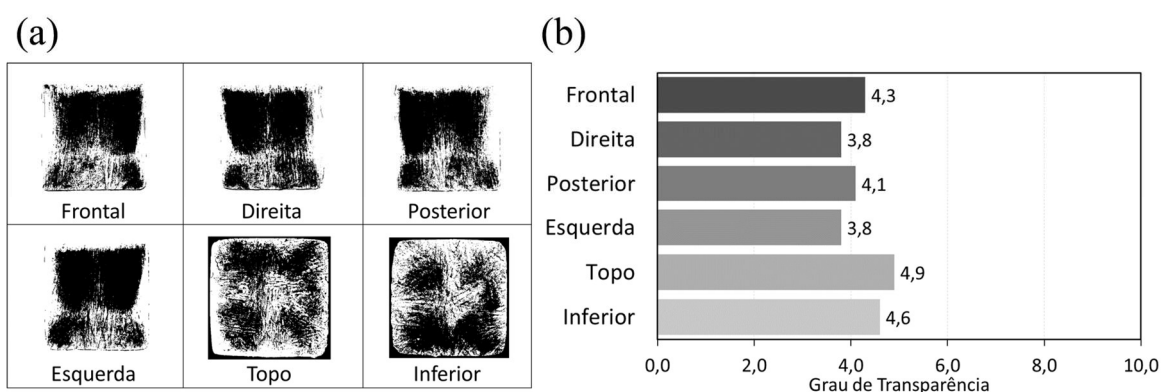 (a)
Frontal
Direita
Posterior
Esquerda
Topo
Inferior
(b)
Frontal
4,3
Direita
3,8
Posterior
4,1
Esquerda
3,8
Topo
4,9
Inferior
4,6
0,0
2,0
4,0
6,0
8,0
10,0
Grau de Transparência